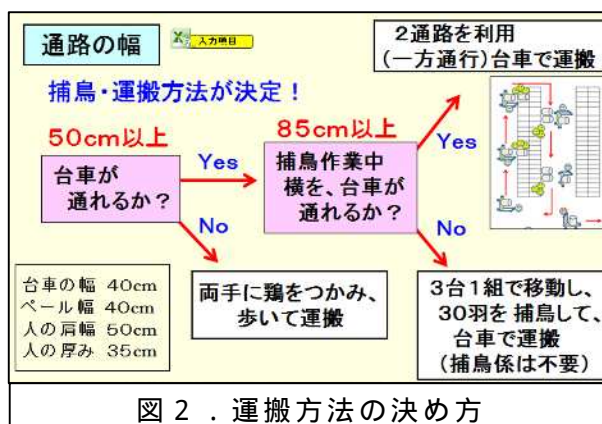 通路の幅
入力項目
捕鳥・運搬方法が決定！
２通路を利用
(一方通行)台車で運搬
50cm以上
台車が
通れるか？
Yes
No
85cm以上
捕鳥作業中
横を、台車が
通れるか？
Yes
No
台車の幅 40cm
ペール幅 40cm
人の肩幅 50cm
人の厚み 35cm
両手に鶏をつかみ、
歩いて運搬
３台１組で移動し、
30羽を捕鳥して、
台車で運搬
(捕鳥係は不要)
図２．運搬方法の決め方